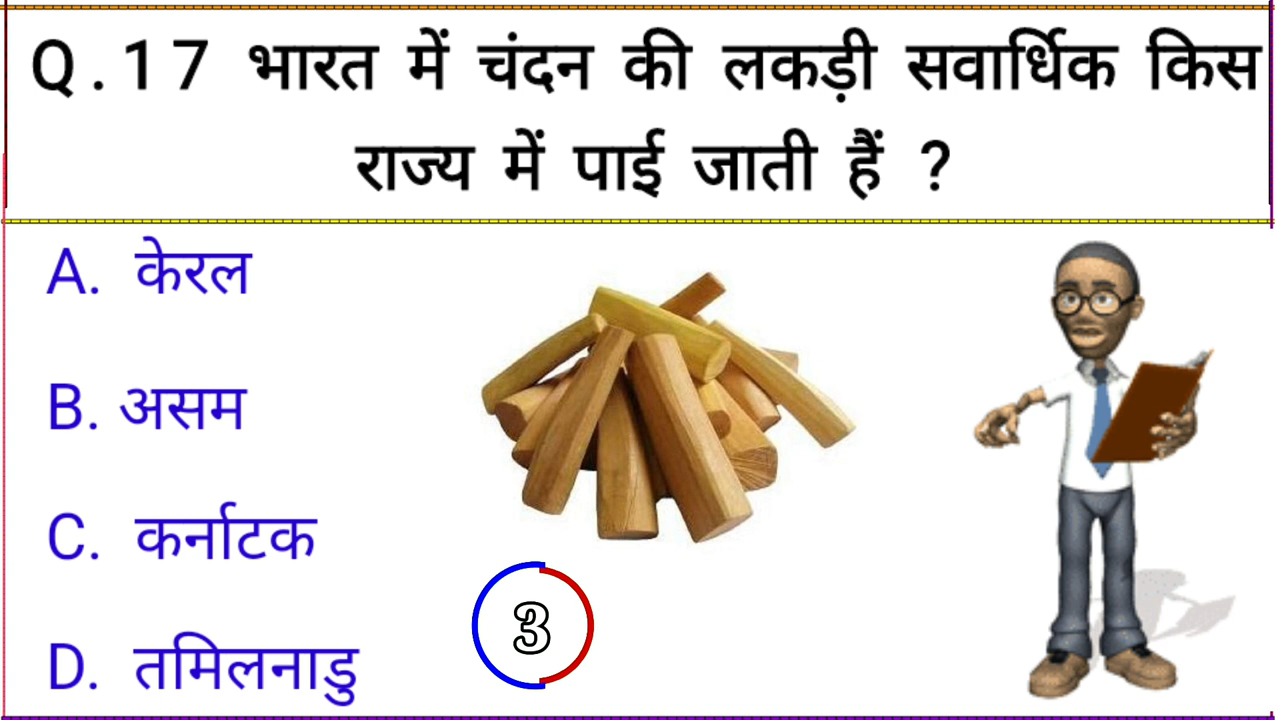 Q.17 भारत में चंदन की लकड़ी सवार्धिक किस
राज्य में पाई जाती हैं ?
A. केरल
B. असम
C. कर्नाटक
D. तमिलनाडु
3